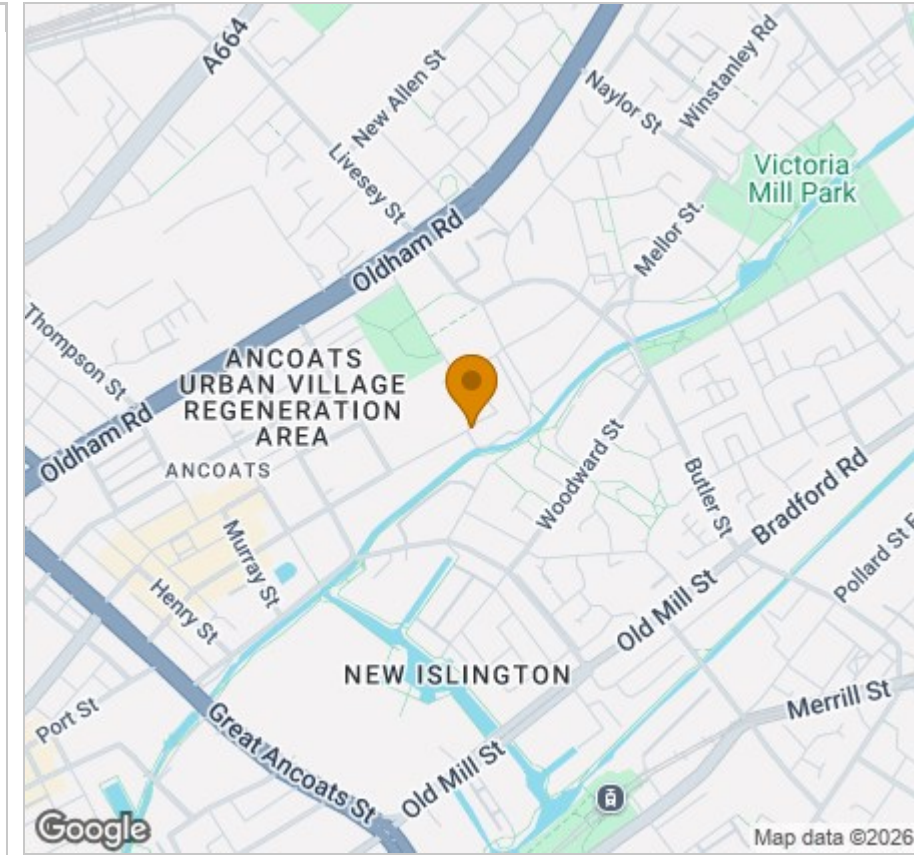 A664
New Allen St
Naylor St
Winstanley Rd
Livesey St
Victoria
Mill Park
Mellor St.
Oldham Rd
Thompson St
ANCOATS
URBAN VILLAGE
REGENERATION
AREA
Oldham Rd
ANCOATS
Woodward St
Butler St
Bradford Rd
Murray St
Pollard St E
Henry St
Old Mill St
NEW ISLINGTON
Merrill St
Port St
Great Ancoats St
Old Mill St
Google
Map data ©2026